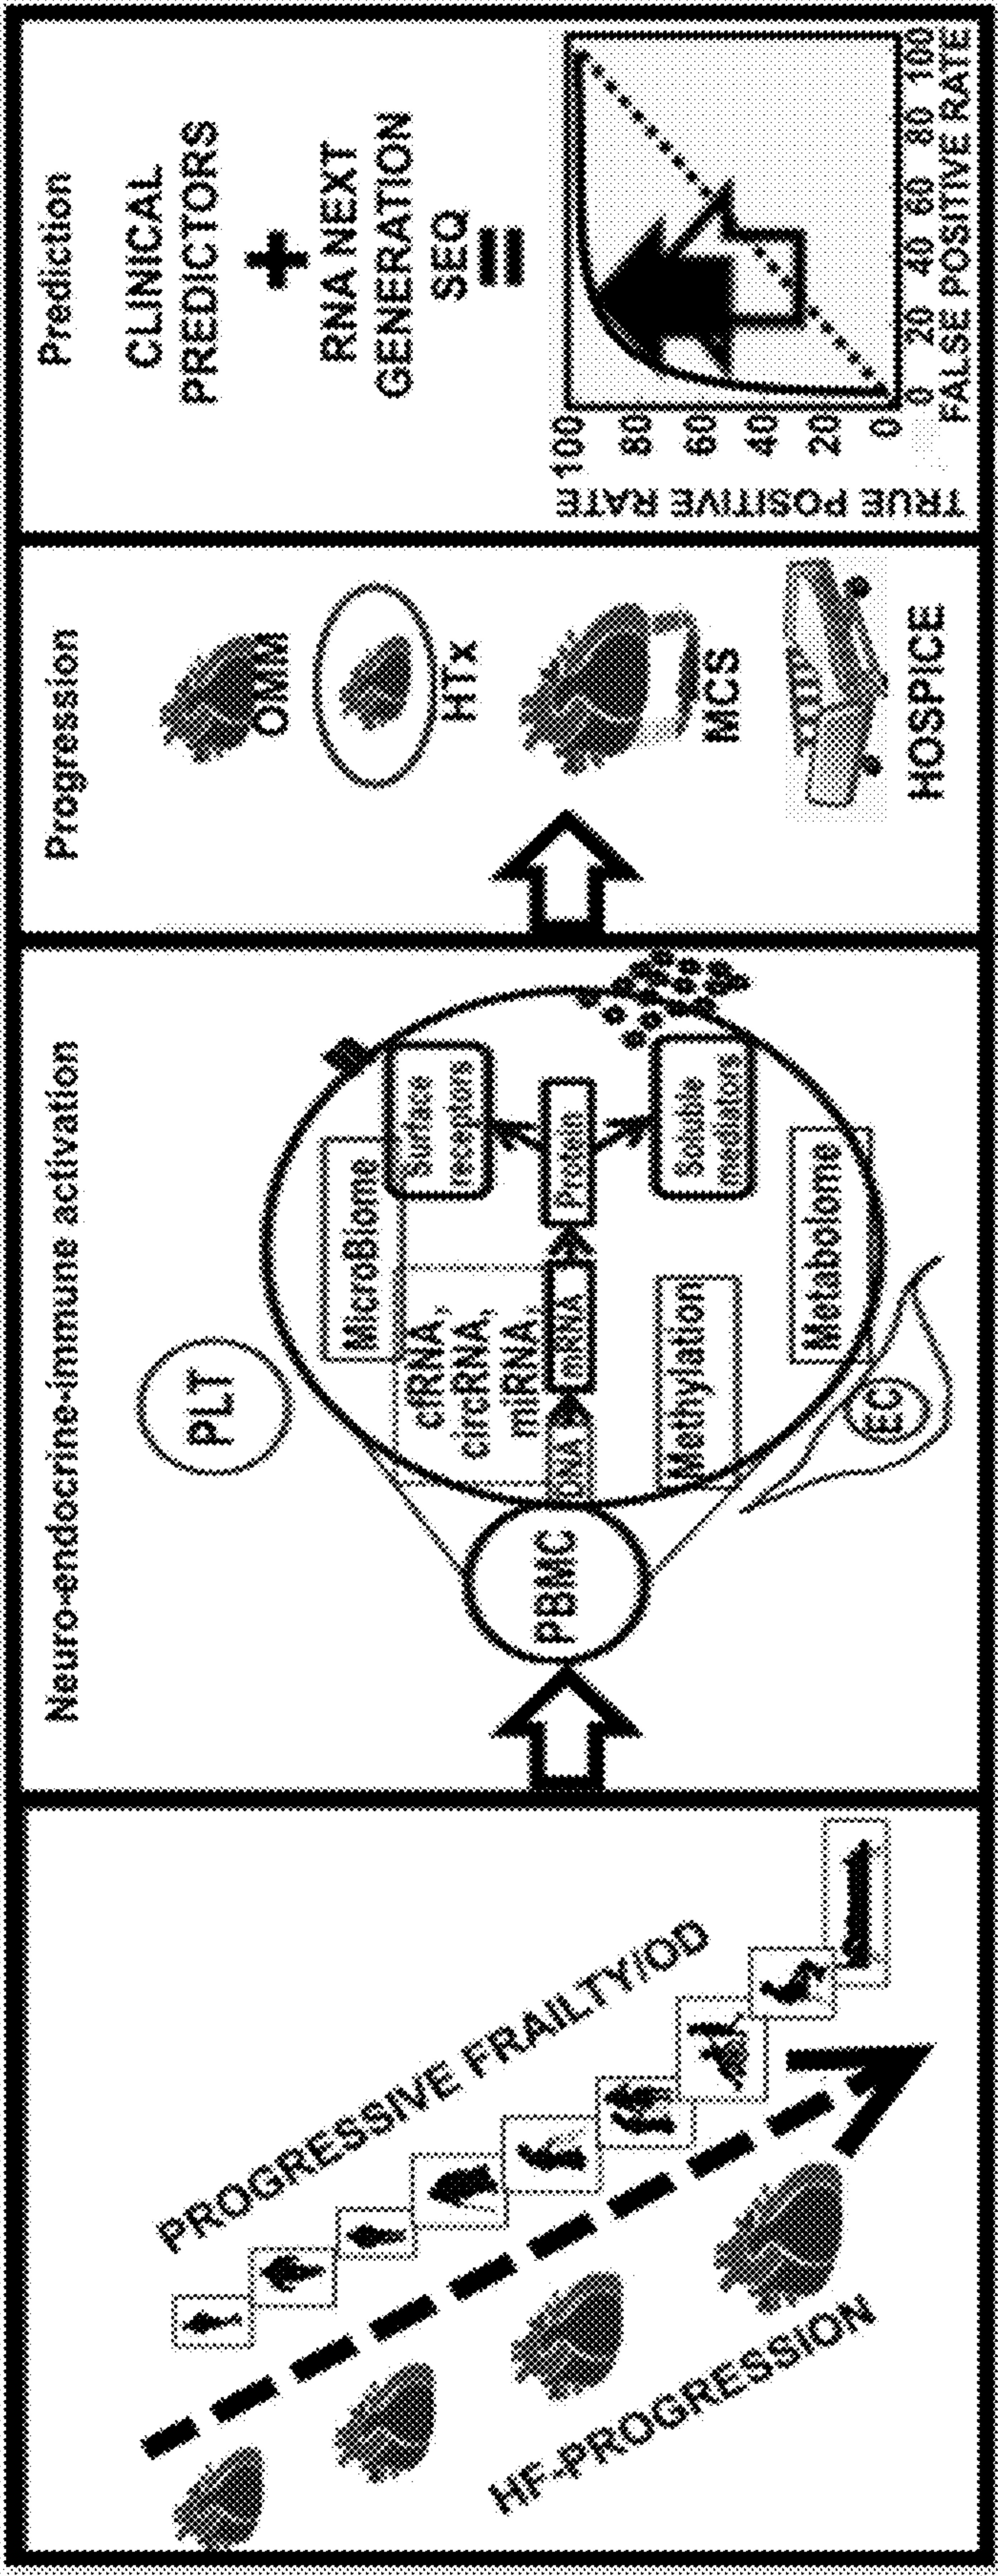 PROGRESSIVE FRAILTY/OD
HF-PROGRESSION
Neuro-endocrine-immune activation
PLT
PBMC
MicroBiome
cfRNA,
circRNA,
miRNA,
DNA
mRNA
Protein
Surface
receptors
Soluble
mediators
Methylation
Metabolome
EC
Progression
OMM
HTx
MCS
HOSPICE
Prediction
CLINICAL
PREDICTORS
+
RNA NEXT
GENERATION
SEQ
=
TRUE POSITIVE RATE
100
80
60
40
20
0
0 20 40 60 80 100
FALSE POSITIVE RATE